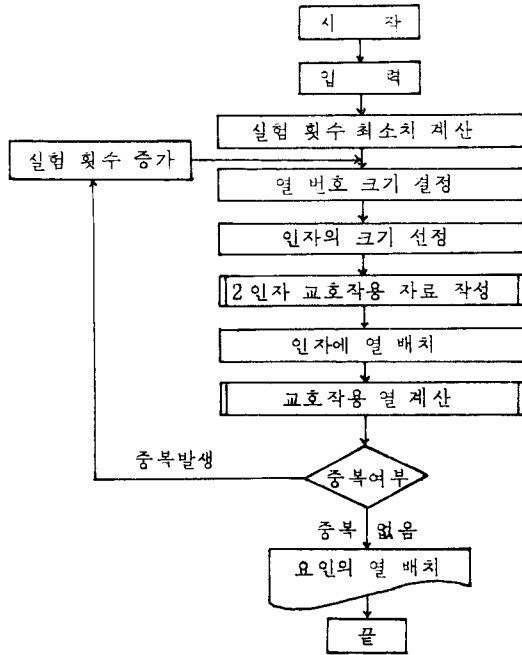 시 작
입 력
실험 횟수 최소치 계산
실험 횟수 증가
열 번호 크기 설정
인자의 크기 선정
2인자 교호작용 자료 작성
인자에 열 배치
교호작용 열 계산
중복발생
중복여부
중복 없음
요인의 열 배치
끝